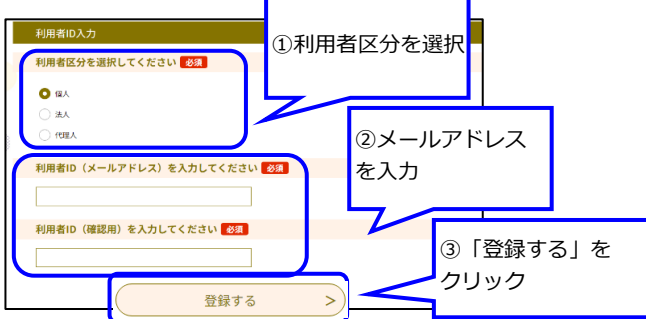 利用者ID入力
利用者区分を選択してください 必須
個人
法人
代理人
①利用者区分を選択
利用者ID（メールアドレス）を入力してください 必須
利用者ID（確認用）を入力してください 必須
②メールアドレス
を入力
登録する >
③「登録する」を
クリック